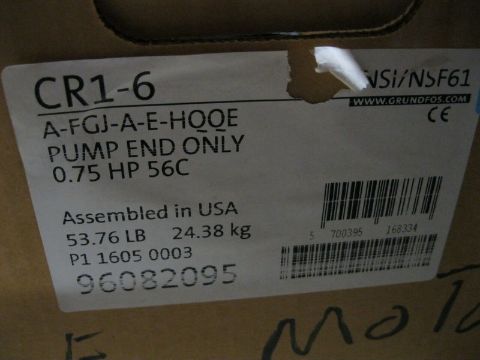 CR1-6
NSI/NSF61
WWW.GRUNDFOS.COM
CE
A-FGJ-A-E-HQQE
PUMP END ONLY
0.75 HP 56C
Assembled in USA
53.76 LB 24.38 kg
P1 1605 0003
96082095
5 700395 168334